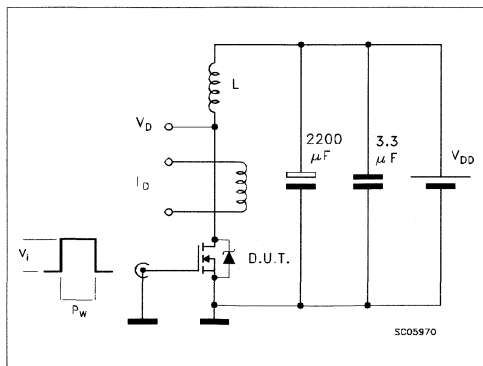 L
V_D
2200
μF
3.3
μF
V_DD
I_D
D.U.T.
V_i
P_W
SC05970